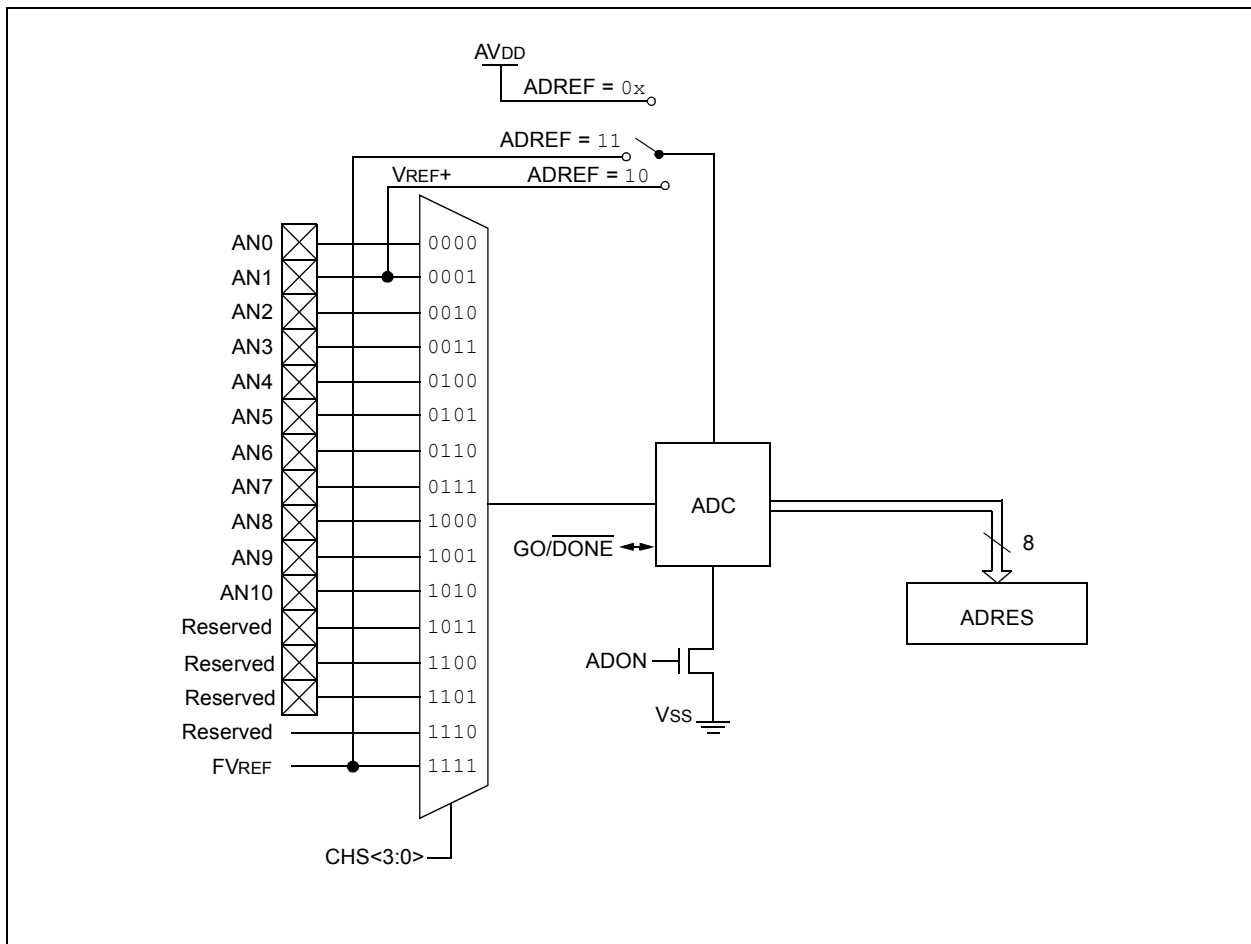 AVDD
ADREF = 0x
ADREF = 11
VREF+
ADREF = 10
AN0
0000
AN1
0001
AN2
0010
AN3
0011
AN4
0100
AN5
0101
AN6
0110
AN7
0111
AN8
1000
AN9
1001
AN10
1010
Reserved
1011
Reserved
1100
Reserved
1101
Reserved
1110
FVREF
1111
CHS<3:0>
ADC
GO/DONE
8
ADRES
ADON
VSS